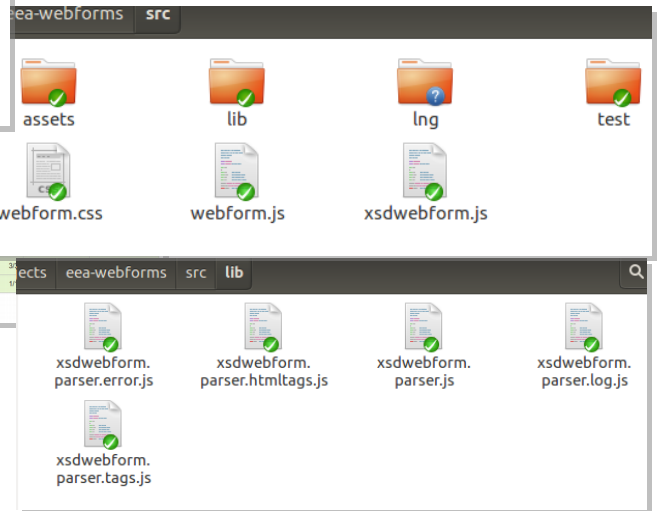 eea-webforms src
assets lib lng test
webform.css webform.js xsdwebform.js
ects eea-webforms src lib
xsdwebform. xsdwebform. xsdwebform. xsdwebform.
parser.error.js parser.htmltags.js parser.js parser.log.js
xsdwebform.
parser.tags.js